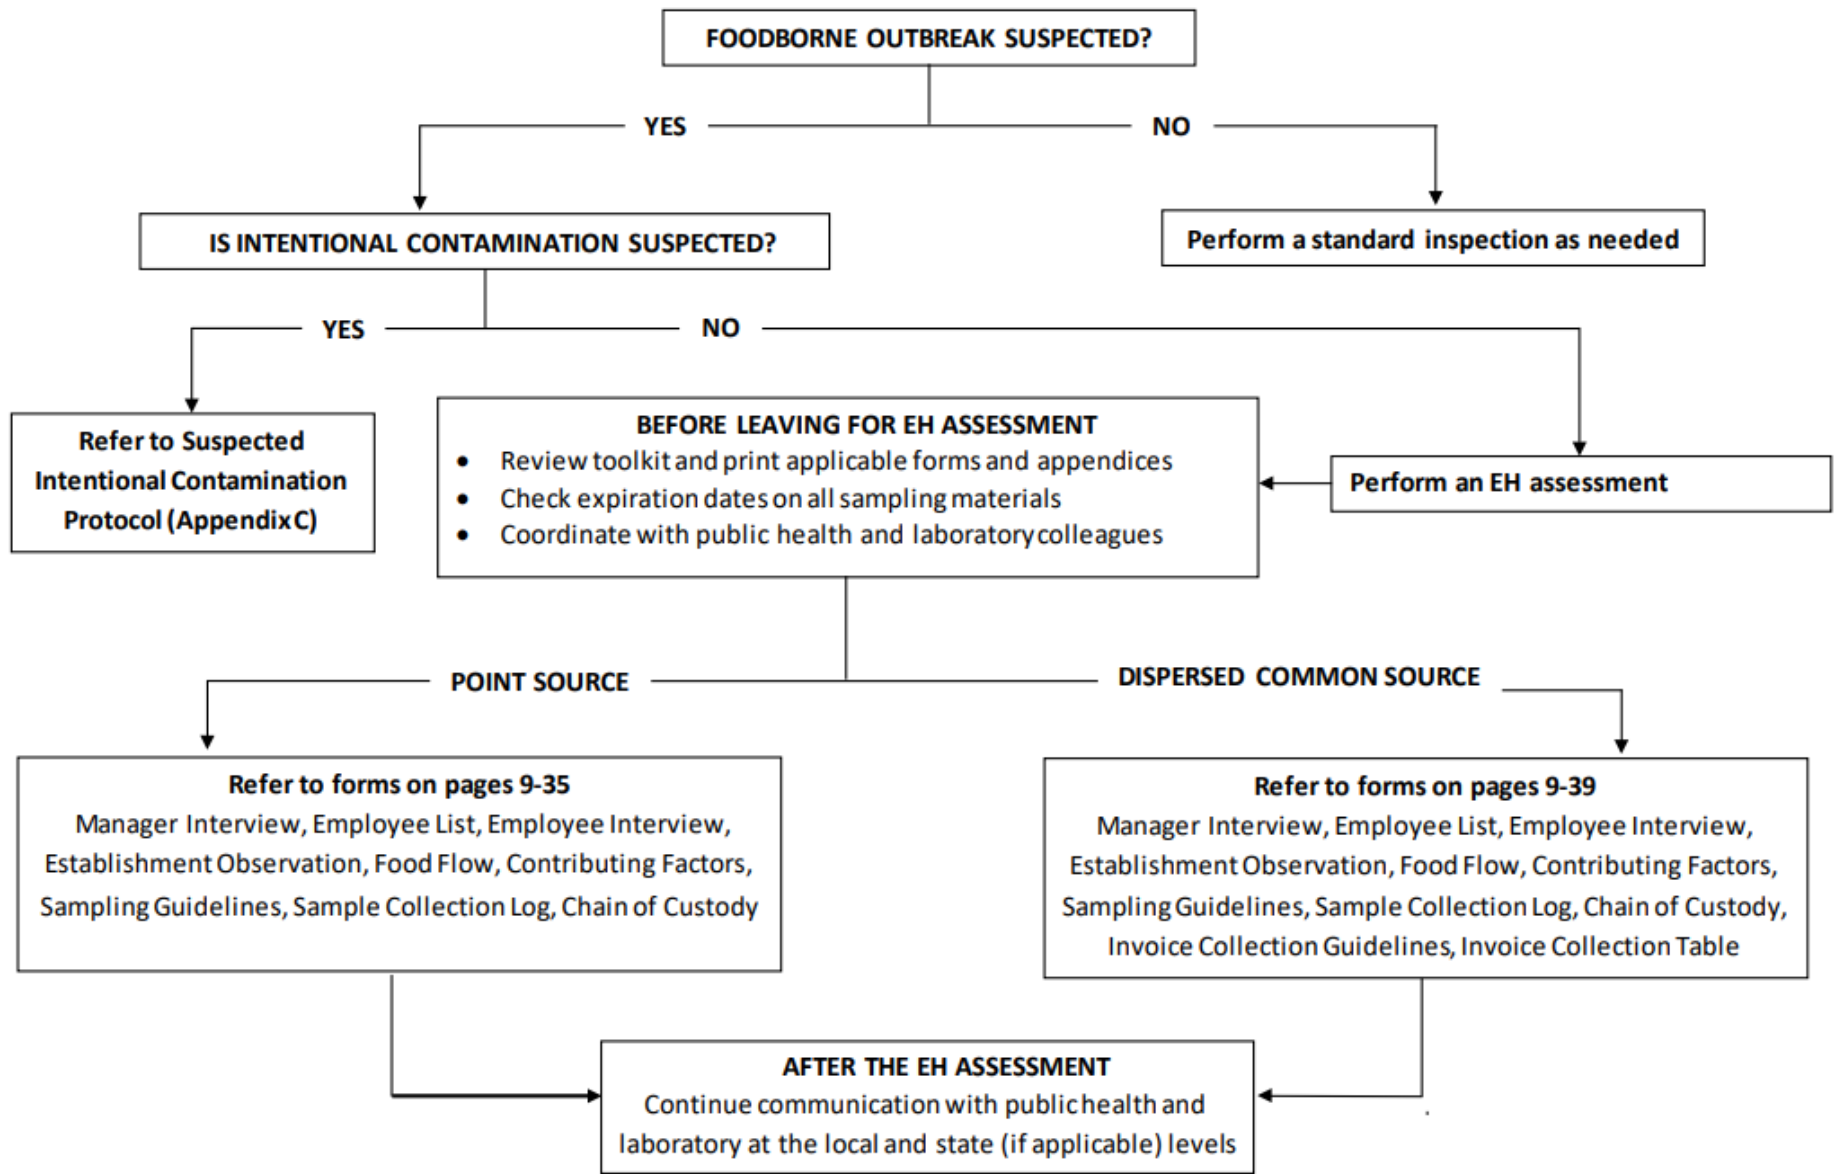 FOODBORNE OUTBREAK SUSPECTED?
YES
NO
IS INTENTIONAL CONTAMINATION SUSPECTED?
Perform a standard inspection as needed
YES
NO
Refer to Suspected
Intentional Contamination
Protocol (Appendix C)
BEFORE LEAVING FOR EH ASSESSMENT
• Review toolkit and print applicable forms and appendices
• Check expiration dates on all sampling materials
• Coordinate with public health and laboratory colleagues
Perform an EH assessment
POINT SOURCE
DISPERSED COMMON SOURCE
Refer to forms on pages 9-35
Manager Interview, Employee List, Employee Interview,
Establishment Observation, Food Flow, Contributing Factors,
Sampling Guidelines, Sample Collection Log, Chain of Custody
Refer to forms on pages 9-39
Manager Interview, Employee List, Employee Interview,
Establishment Observation, Food Flow, Contributing Factors,
Sampling Guidelines, Sample Collection Log, Chain of Custody,
Invoice Collection Guidelines, Invoice Collection Table
AFTER THE EH ASSESSMENT
Continue communication with public health and
laboratory at the local and state (if applicable) levels